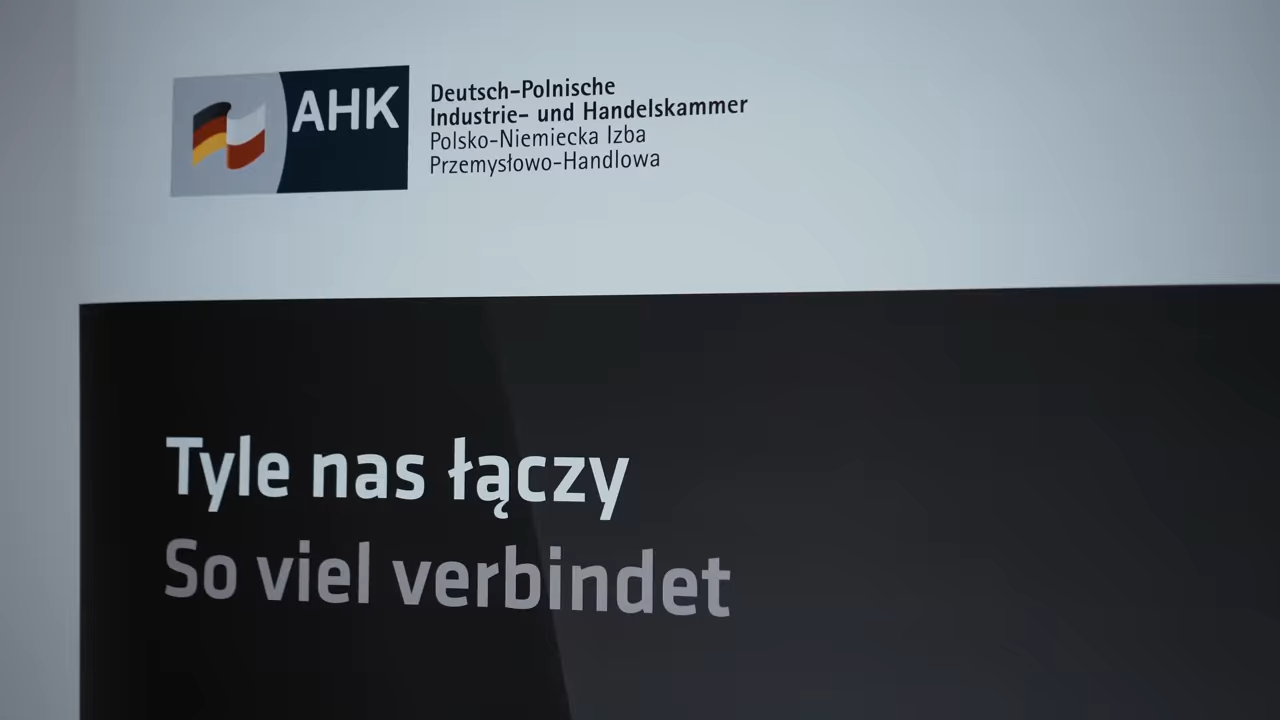 AHK
Deutsch-Polnische
Industrie- und Handelskammer
Polsko-Niemiecka Izba
Przemysłowo-Handlowa
Tyle nas łączy
So viel verbindet